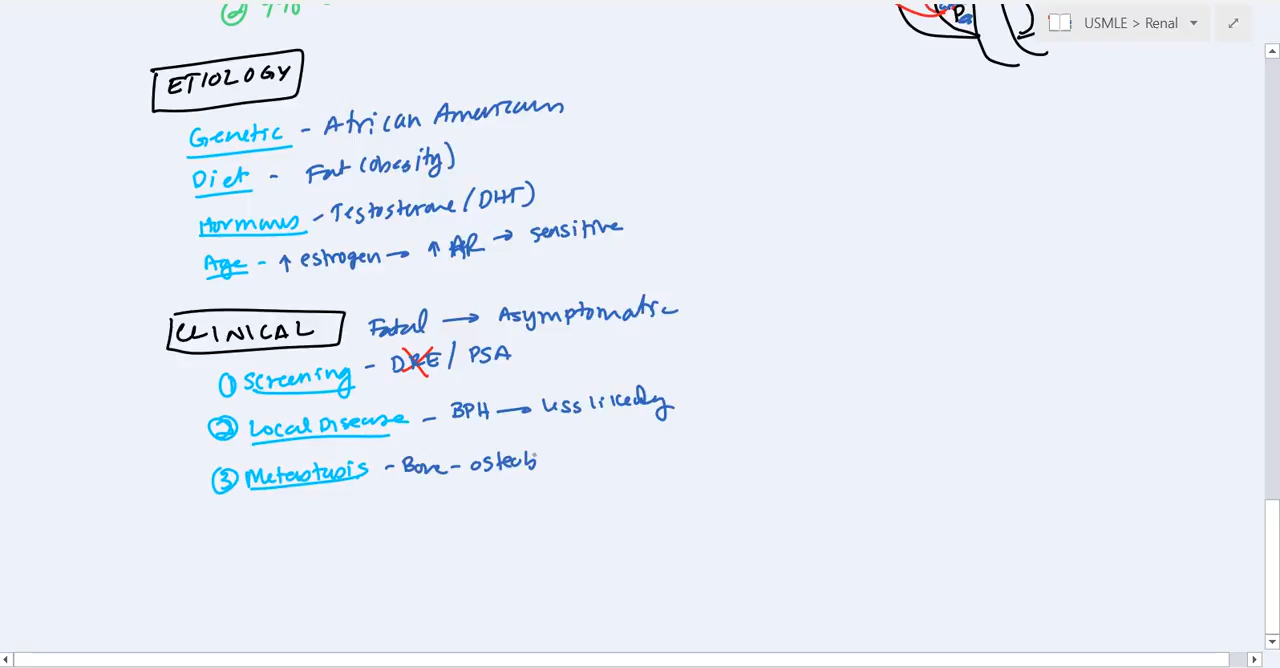 USMLE > Renal
ETIOLOGY
Genetic - African Americans
Diet - Fat (obesity)
Hormones - Testosterone / (DHT)
Age - ↑ estrogen → ↑ AR → sensitive
CLINICAL Fatal → Asymptomatic
① Screening - DRE / PSA
② Local Disease - BPH → less likely
③ Metastasis - Bone - osteob